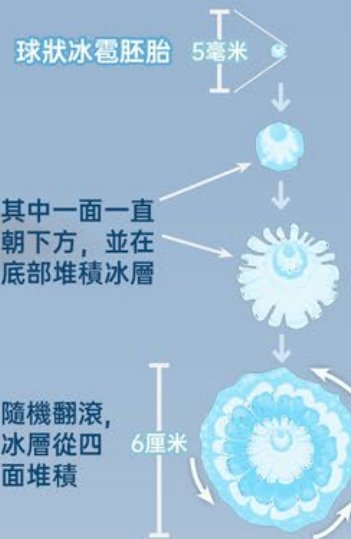 球狀冰雹胚胎 5毫米
其中一面一直
朝下方，並在
底部堆積冰層
隨機翻滾，
冰層從四
面堆積
6厘米